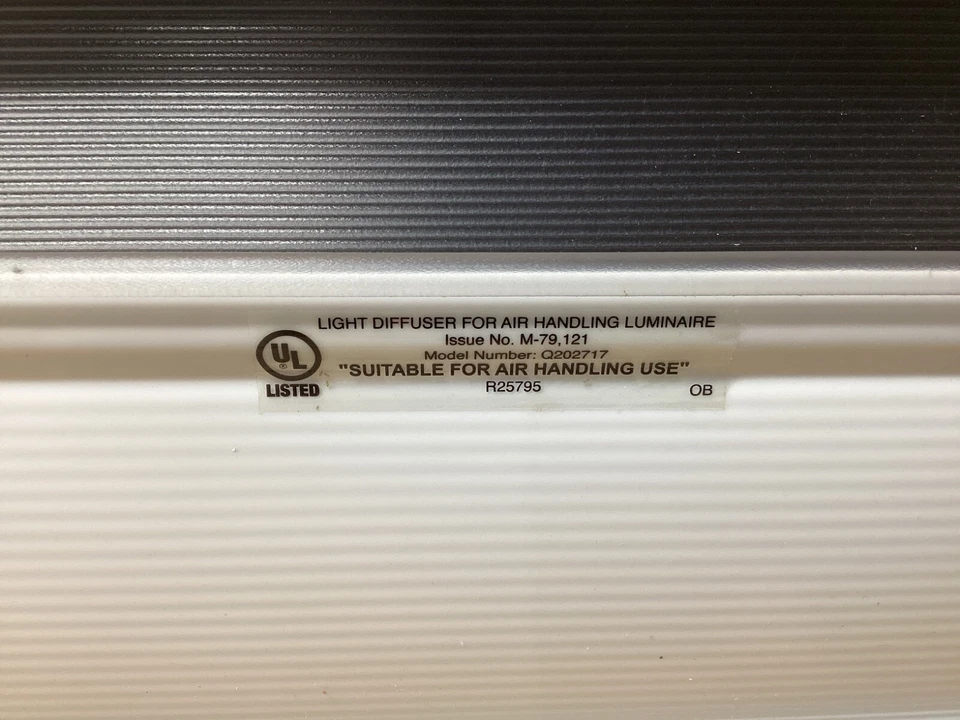 LIGHT DIFFUSER FOR AIR HANDLING LUMINAIRE
Issue No. M-79,121
Model Number: Q202717
"SUITABLE FOR AIR HANDLING USE"
R25795
OB
UL
®
LISTED